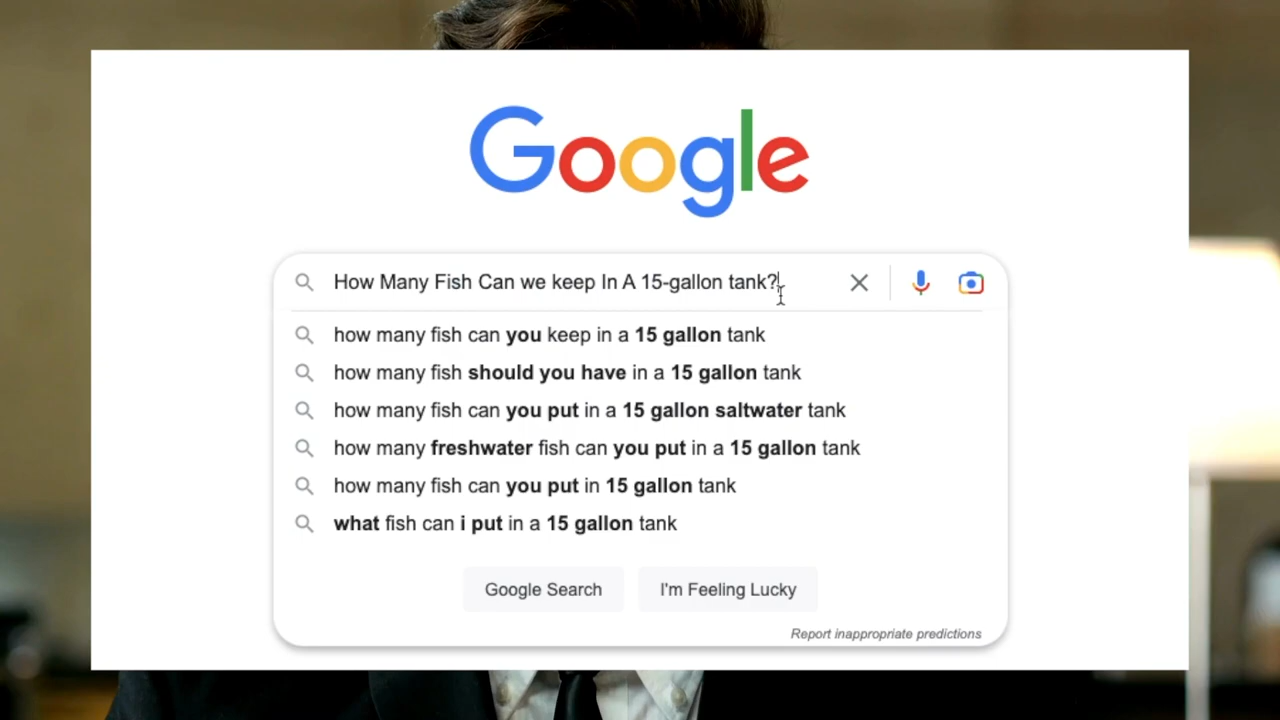 Google
How Many Fish Can we keep In A 15-gallon tank?
how many fish can you keep in a 15 gallon tank
how many fish should you have in a 15 gallon tank
how many fish can you put in a 15 gallon saltwater tank
how many freshwater fish can you put in a 15 gallon tank
how many fish can you put in 15 gallon tank
what fish can i put in a 15 gallon tank
Google Search
I'm Feeling Lucky
Report inappropriate predictions